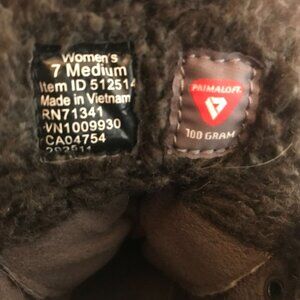 Women's
7 Medium
Item ID 512514
Made in Vietnam
RN71341
VN1009930
CA04754
PRIMALOFT
100 GRAM